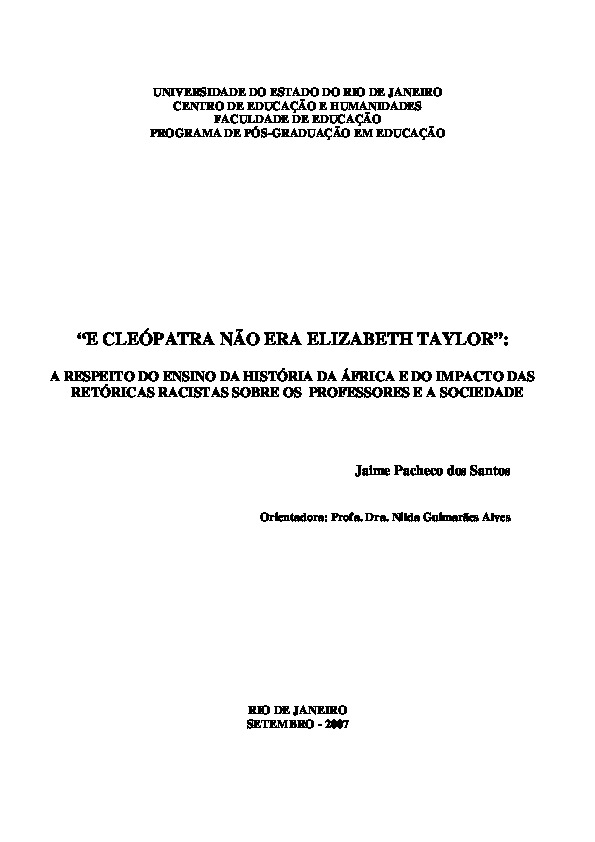 UNIVERSIDADE DO ESTADO DO RIO DE JANEIRO
CENTRO DE EDUCAÇÃO E HUMANIDADES
FACULDADE DE EDUCAÇÃO
PROGRAMA DE PÓS-GRADUAÇÃO EM EDUCAÇÃO
“E CLEÓPATRA NÃO ERA ELIZABETH TAYLOR”:
A RESPEITO DO ENSINO DA HISTÓRIA DA ÁFRICA E DO IMPACTO DAS
RETÓRICAS RACISTAS SOBRE OS PROFESSORES E A SOCIEDADE
Jaime Pacheco dos Santos
Orientadora: Profa. Dra. Nilda Guimarães Alves
RIO DE JANEIRO
SETEMBRO - 2007